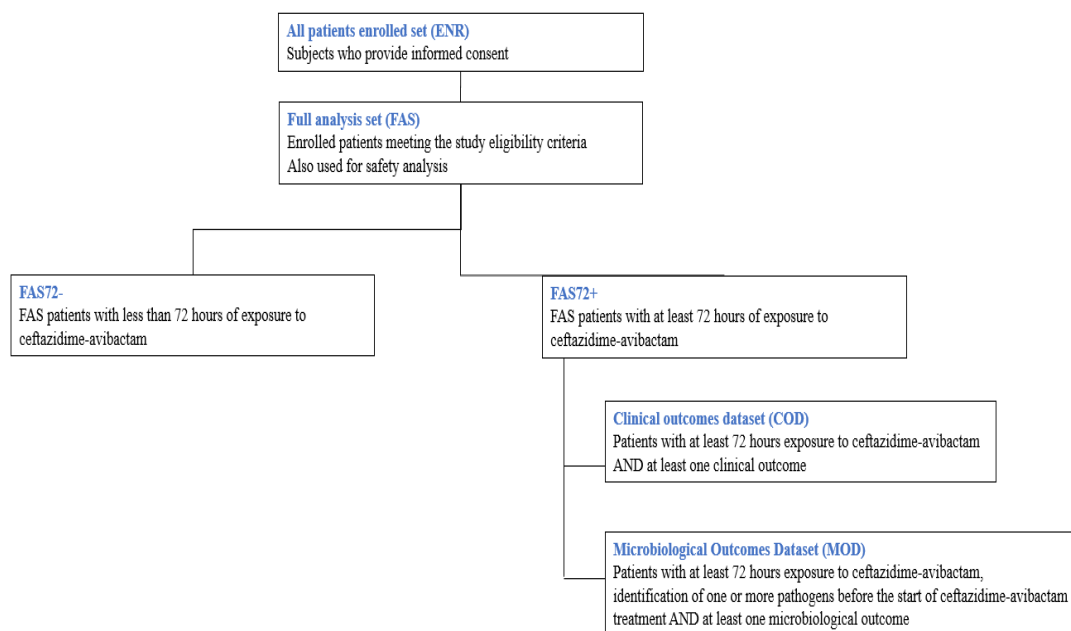 All patients enrolled set (ENR)
Subjects who provide informed consent
Full analysis set (FAS)
Enrolled patients meeting the study eligibility criteria
Also used for safety analysis
FAS72-
FAS patients with less than 72 hours of exposure to
ceftazidime-avibactam
FAS72+
FAS patients with at least 72 hours of exposure to
ceftazidime-avibactam
Clinical outcomes dataset (COD)
Patients with at least 72 hours exposure to ceftazidime-avibactam
AND at least one clinical outcome
Microbiological Outcomes Dataset (MOD)
Patients with at least 72 hours exposure to ceftazidime-avibactam,
identification of one or more pathogens before the start of ceftazidime-avibactam
treatment AND at least one microbiological outcome